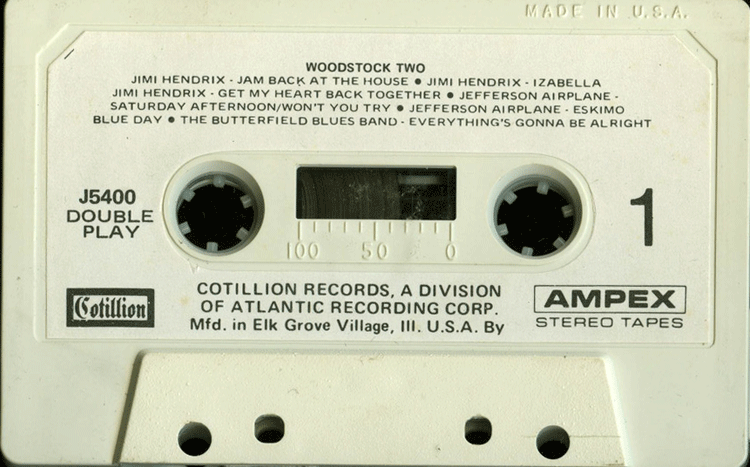 MADE IN U.S.A.
WOODSTOCK TWO
JIMI HENDRIX - JAM BACK AT THE HOUSE ● JIMI HENDRIX - IZABELLA
JIMI HENDRIX - GET MY HEART BACK TOGETHER ● JEFFERSON AIRPLANE -
SATURDAY AFTERNOON/WON'T YOU TRY ● JEFFERSON AIRPLANE - ESKIMO
BLUE DAY ● THE BUTTERFIELD BLUES BAND - EVERYTHING'S GONNA BE ALRIGHT
J5400
DOUBLE
PLAY
1
100 50 0
Cotillion
COTILLION RECORDS, A DIVISION
OF ATLANTIC RECORDING CORP.
Mfd. in Elk Grove Village, Ill. U.S.A. By
AMPEX
STEREO TAPES